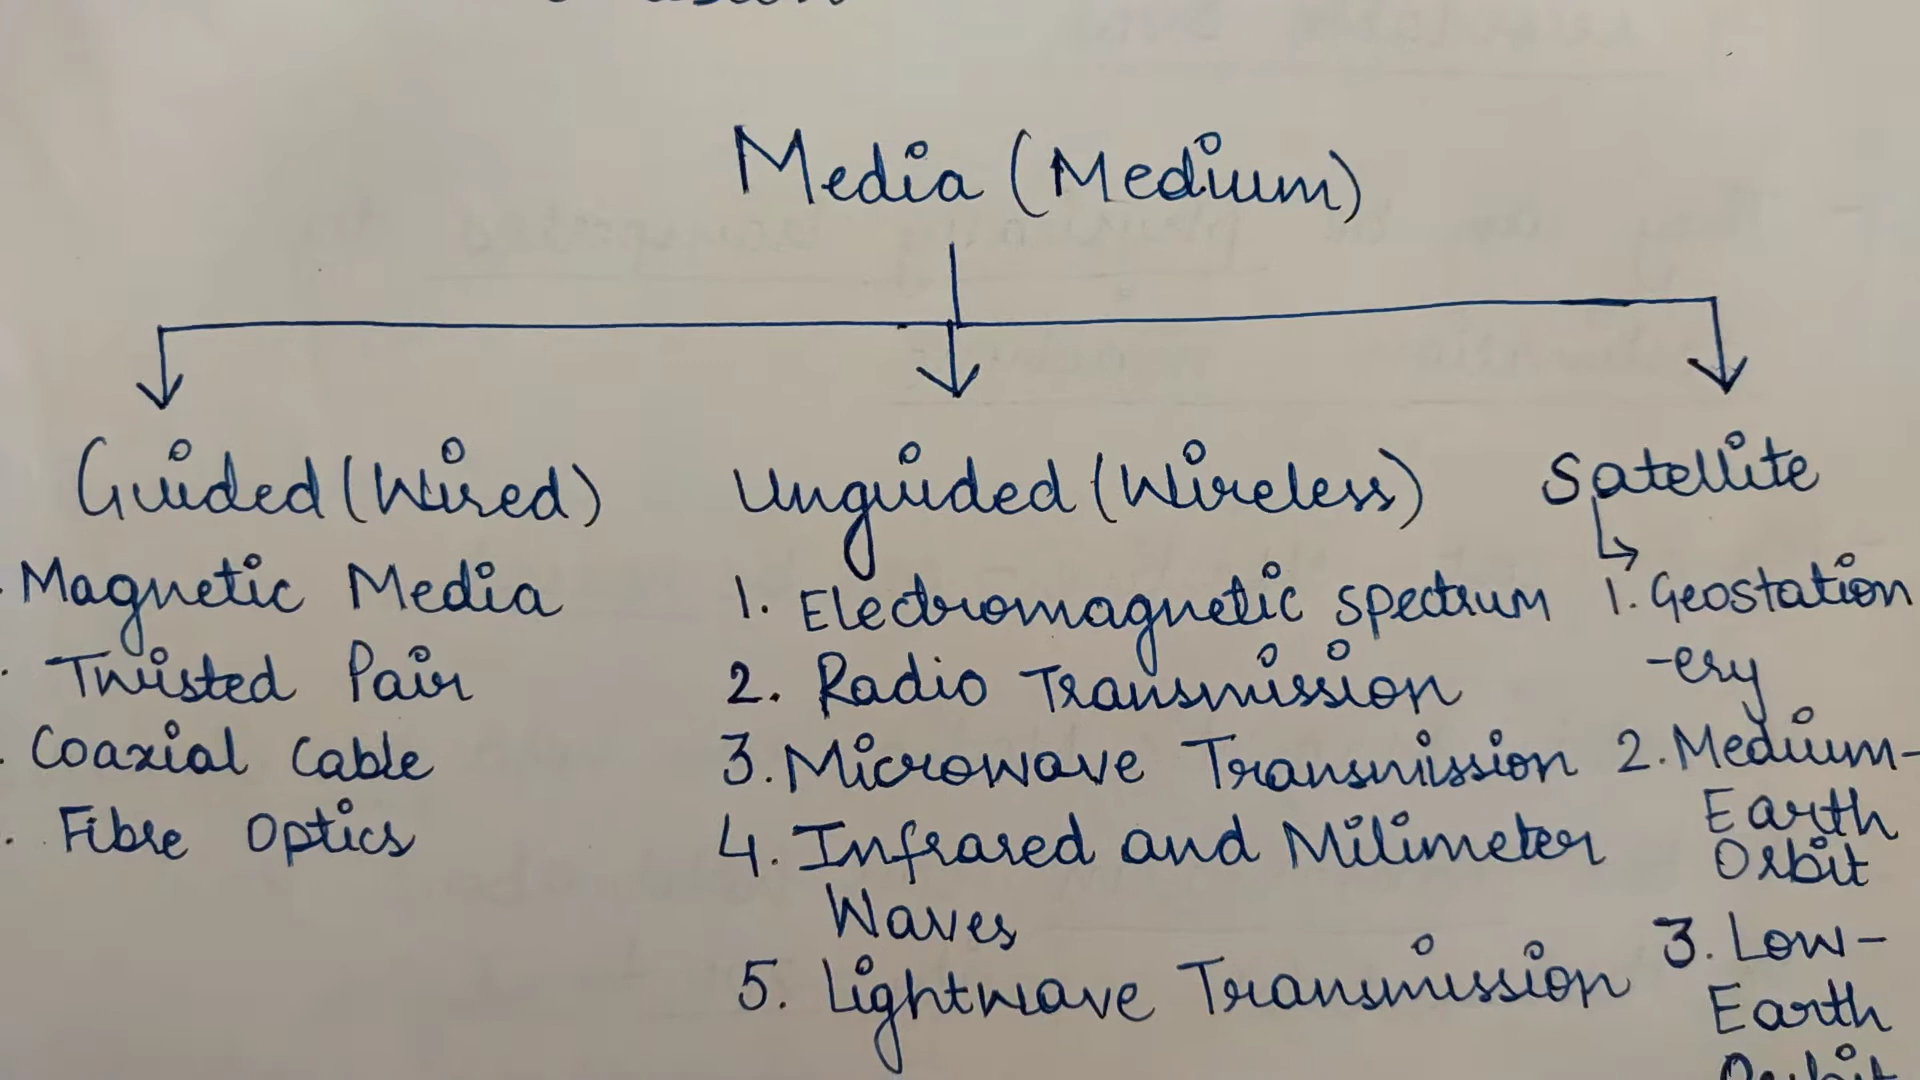 Media (Medium)
Guided (Wired)
Magnetic Media
Twisted Pair
Coaxial Cable
Fibre Optics
Unguided (Wireless)
1. Electromagnetic spectrum
2. Radio Transmission
3. Microwave Transmission
4. Infrared and Milimeter
Waves
5. Lightwave Transmission
Satellite
1. Geostation
-ery
2. Medium-
Earth
Orbit
3. Low-
Earth
Orbit